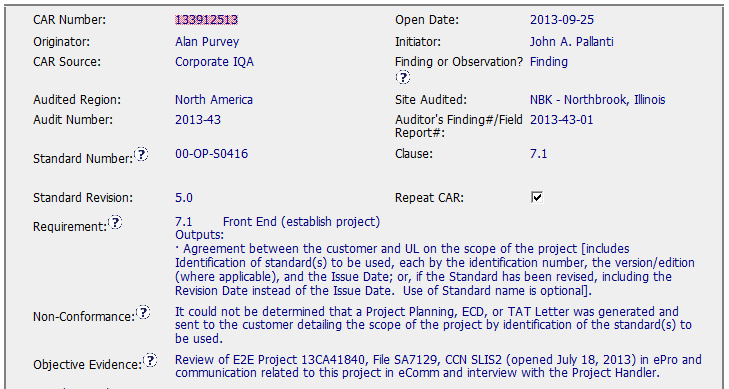 CAR Number: 133912513 Open Date: 2013-09-25
Originator: Alan Purvey Initiator: John A. Pallanti
CAR Source: Corporate IQA Finding or Observation? Finding
?
Audited Region: North America Site Audited: NBK - Northbrook, Illinois
Audit Number: 2013-43 Auditor's Finding#/Field 2013-43-01
Report#:
Standard Number:? 00-OP-S0416 Clause: 7.1
Standard Revision: 5.0 Repeat CAR:
Requirement:? 7.1 Front End (establish project)
Outputs:
· Agreement between the customer and UL on the scope of the project [includes
Identification of standard(s) to be used, each by the identification number, the version/edition
(where applicable), and the Issue Date; or, if the Standard has been revised, including the
Revision Date instead of the Issue Date. Use of Standard name is optional].
Non-Conformance:? It could not be determined that a Project Planning, ECD, or TAT Letter was generated and
sent to the customer detailing the scope of the project by identification of the standard(s) to
be used.
Objective Evidence:? Review of E2E Project 13CA41840, File SA7129, CCN SLIS2 (opened July 18, 2013) in ePro and
communication related to this project in eComm and interview with the Project Handler.